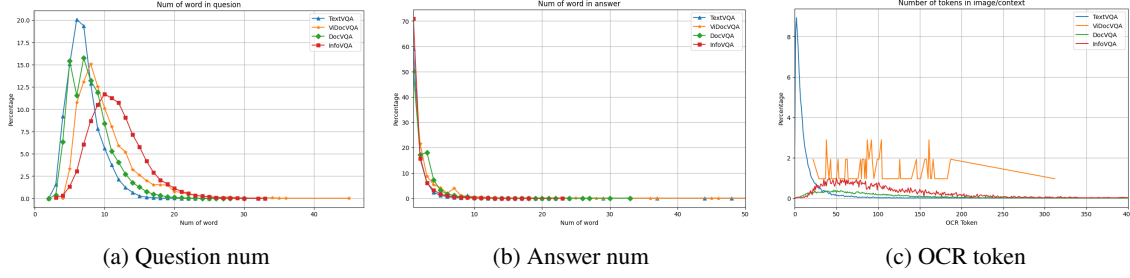 Num of word in quesion
Percentage
20.0
17.5
15.0
12.5
10.0
7.5
5.0
2.5
0.0
0 10 20 30 40
Num of word
TextVQA
ViDocVQA
DocVQA
InfoVQA
(a) Question num
Num of word in answer
Percentage
70
60
50
40
30
20
10
0
10 20 30 40 50
Num of word
TextVQA
ViDocVQA
DocVQA
InfoVQA
(b) Answer num
Number of tokens in image/context
Percentage
8
6
4
2
0
0 50 100 150 200 250 300 350 40
OCR Token
TextVQA
ViDocVQA
DocVQA
InfoVQA
(c) OCR token